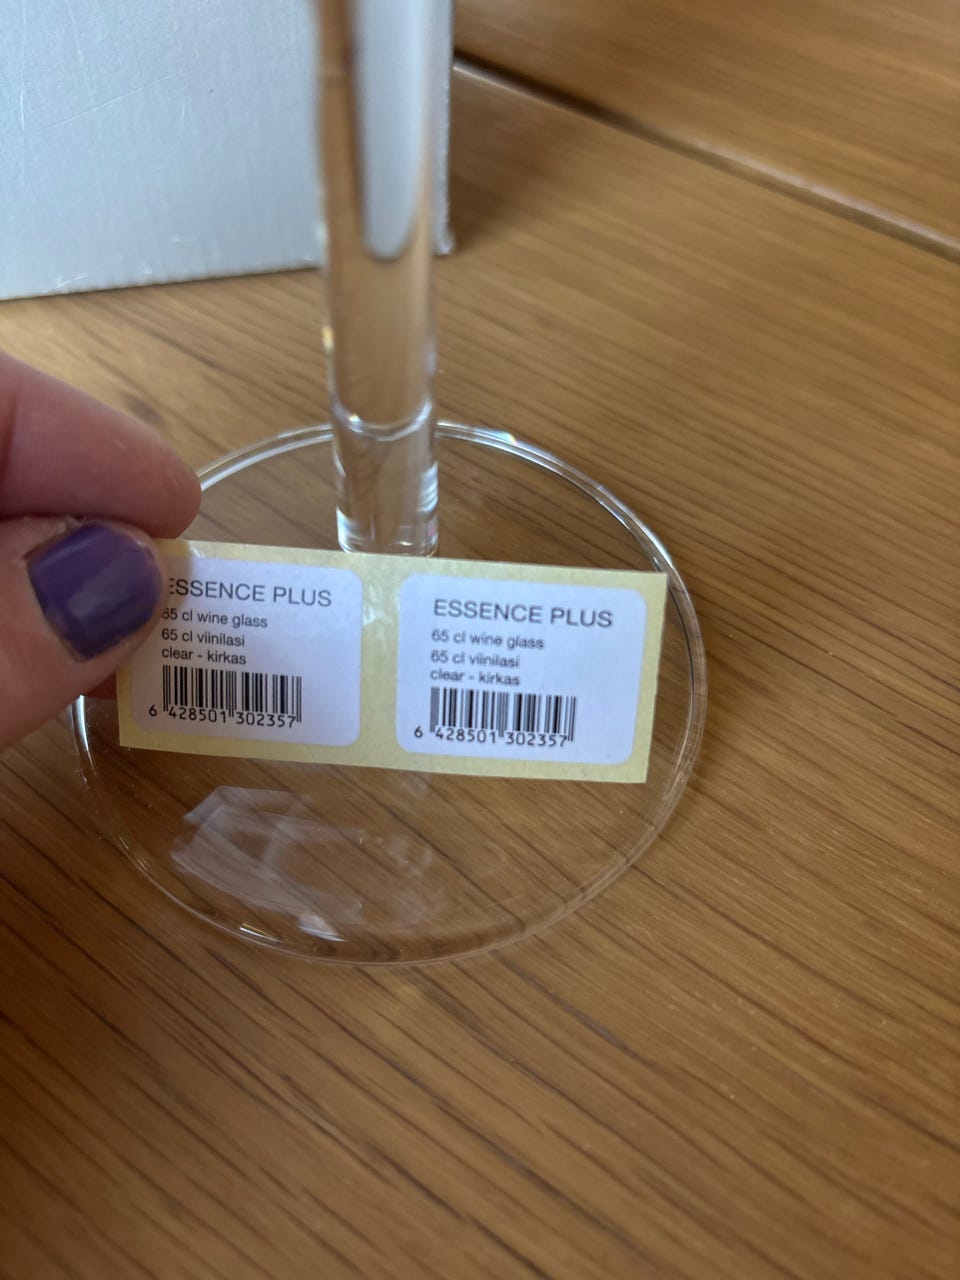 ESSENCE PLUS
65 cl wine glass
65 cl viinilasi
clear - kirkas
6 428501 302357
ESSENCE PLUS
65 cl wine glass
65 cl viinilasi
clear - kirkas
6 428501 302357